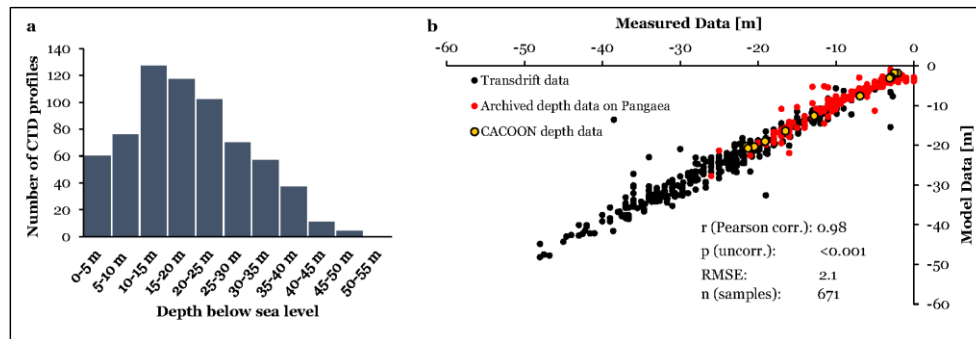 a
Number of CTD profiles
140
120
100
80
60
40
20
0
0-5 m
5-10 m
10-15 m
15-20 m
20-25 m
25-30 m
30-35 m
35-40 m
40-45 m
45-50 m
50-55 m
Depth below sea level
b
Measured Data [m]
-60 -50 -40 -30 -20 -10 0
Transdrift data
Archived depth data on Pangaea
CACOON depth data
0
-10
-20
-30
-40
-50
-60
Model Data [m]
r (Pearson corr.): 0.98
p (uncorr.): <0.001
RMSE: 2.1
n (samples): 671